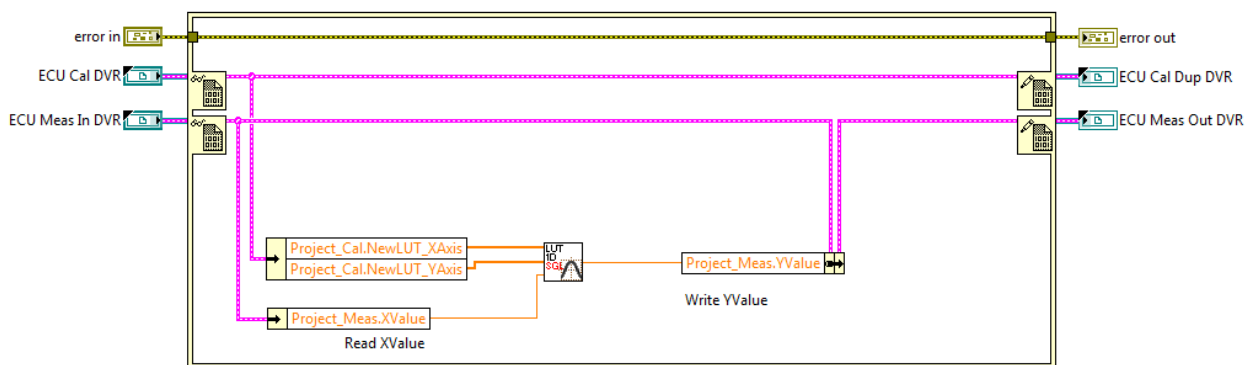 error in
error out
ECU Cal DVR
ECU Cal Dup DVR
ECU Meas In DVR
ECU Meas Out DVR
Project_Cal.NewLUT_XAxis
Project_Cal.NewLUT_YAxis
LUT
1D
SGL
Project_Meas.YValue
Write YValue
Project_Meas.XValue
Read XValue